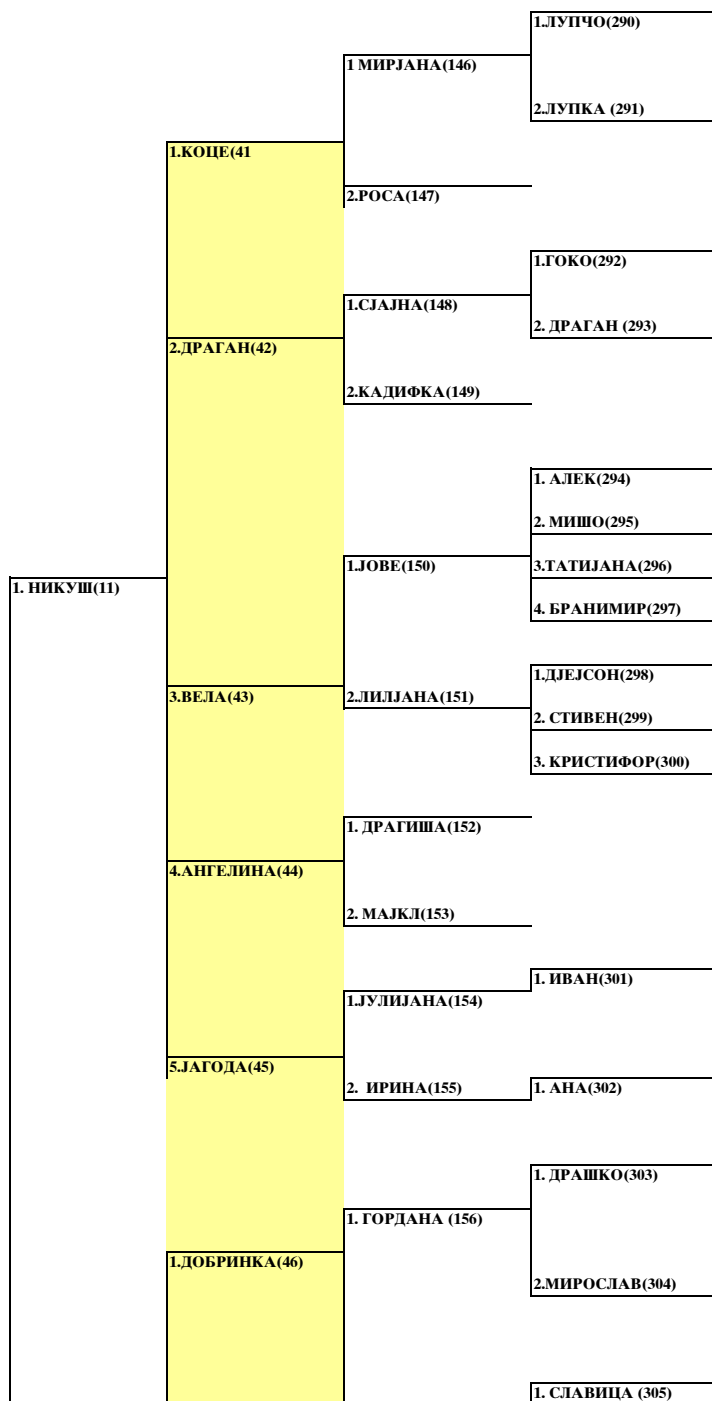 1.ЛУПЧО(290)
1 МИРЈАНА(146)
2.ЛУПКА (291)
1.КОЦЕ(41
2.РОСА(147)
1.ГОКО(292)
1.СЈАЈНА(148)
2. ДРАГАН (293)
2.ДРАГАН(42)
2.КАДИФКА(149)
1. АЛЕК(294)
2. МИШО(295)
1.ЈОВЕ(150)
3.ТАТИЈАНА(296)
1. НИКУШ(11)
4. БРАНИМИР(297)
1.ДЈЕЈСОН(298)
3.ВЕЛА(43)
2.ЛИЛЈАНА(151)
2. СТИВЕН(299)
3. КРИСТИФОР(300)
1. ДРАГИША(152)
4.АНГЕЛИНА(44)
2. МАЈКЛ(153)
1. ИВАН(301)
1.ЈУЛИЈАНА(154)
5.ЈАГОДА(45)
2. ИРИНА(155)
1. АНА(302)
1. ДРАШКО(303)
1. ГОРДАНА (156)
1.ДОБРИНКА(46)
2.МИРОСЛАВ(304)
1. СЛАВИЦА (305)